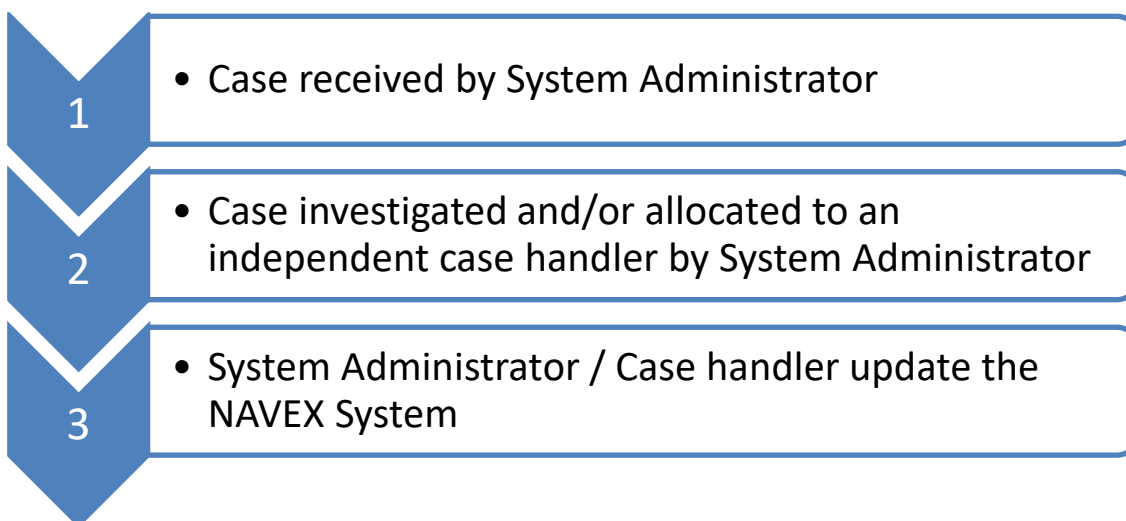 1
• Case received by System Administrator
2
• Case investigated and/or allocated to an
independent case handler by System Administrator
3
• System Administrator / Case handler update the
NAVEX System